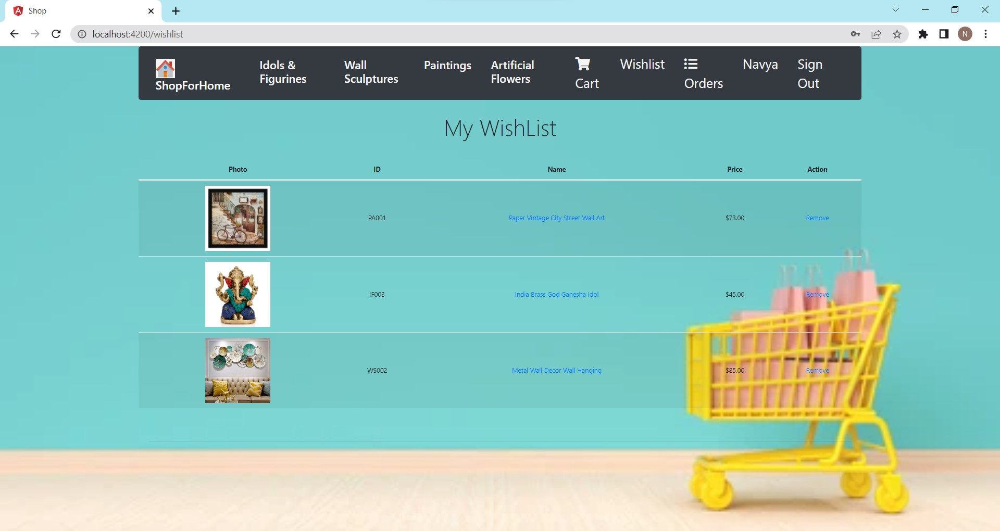 Shop
localhost:4200/wishlist
N
ShopForHome
Idols &
Figurines
Wall
Sculptures
Paintings
Artificial
Flowers
Cart
Wishlist
Orders
Navya
Sign
Out
My WishList
Photo ID Name Price Action
PA001 Paper Vintage City Street Wall Art $73.00 Remove
IF003 India Brass God Ganesha Idol $45.00 Remove
WS002 Metal Wall Decor Wall Hanging $85.00 Remove